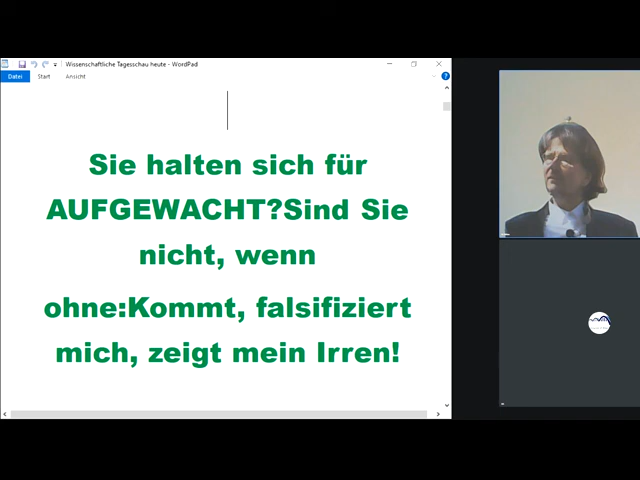 Wissenschaftliche Tagesschau heute - WordPad
Datei Start Ansicht
Sie halten sich für
AUFGEWACHT?Sind Sie
nicht, wenn
ohne:Kommt, falsifiziert
mich, zeigt mein Irren!